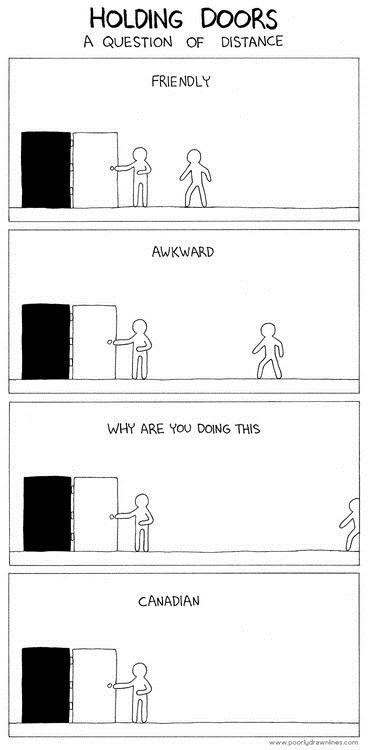 HOLDING DOORS
A QUESTION OF DISTANCE
FRIENDLY
AWKWARD
WHY ARE YOU DOING THIS
CANADIAN
www.poorlydrawnlines.com